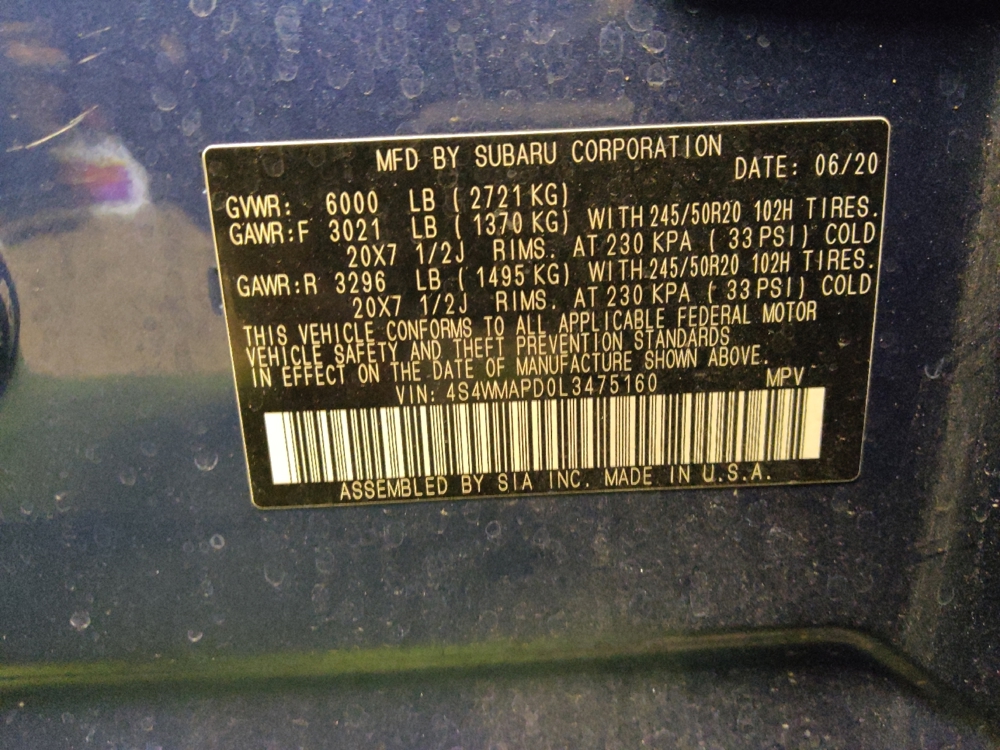 MFD BY SUBARU CORPORATION DATE: 06/20
GVWR: 6000 LB ( 2721 KG)
GAWR:F 3021 LB ( 1370 KG) WITH 245/50R20 102H TIRES.
20X7 1/2J RIMS. AT 230 KPA ( 33 PSI) COLD
GAWR:R 3296 LB ( 1495 KG) WITH 245/50R20 102H TIRES.
20X7 1/2J RIMS. AT 230 KPA ( 33 PSI) COLD
THIS VEHICLE CONFORMS TO ALL APPLICABLE FEDERAL MOTOR
VEHICLE SAFETY AND THEFT PREVENTION STANDARDS
IN EFFECT ON THE DATE OF MANUFACTURE SHOWN ABOVE.
VIN: 4S4WMAPD0L3475160 MPV
ASSEMBLED BY SIA INC. MADE IN U.S.A.